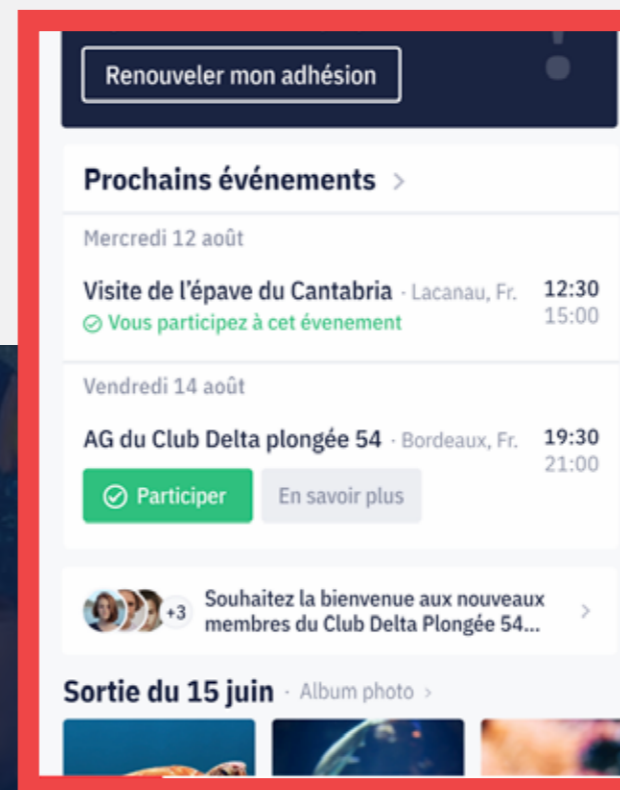 Renouveler mon adhésion
Prochains événements >
Mercredi 12 août
Visite de l'épave du Cantabria · Lacanau, Fr. 12:30
Vous participez à cet évenement 15:00
Vendredi 14 août
AG du Club Delta plongée 54 · Bordeaux, Fr. 19:30
21:00
Participer En savoir plus
+3 Souhaitez la bienvenue aux nouveaux
membres du Club Delta Plongée 54...
Sortie du 15 juin · Album photo >